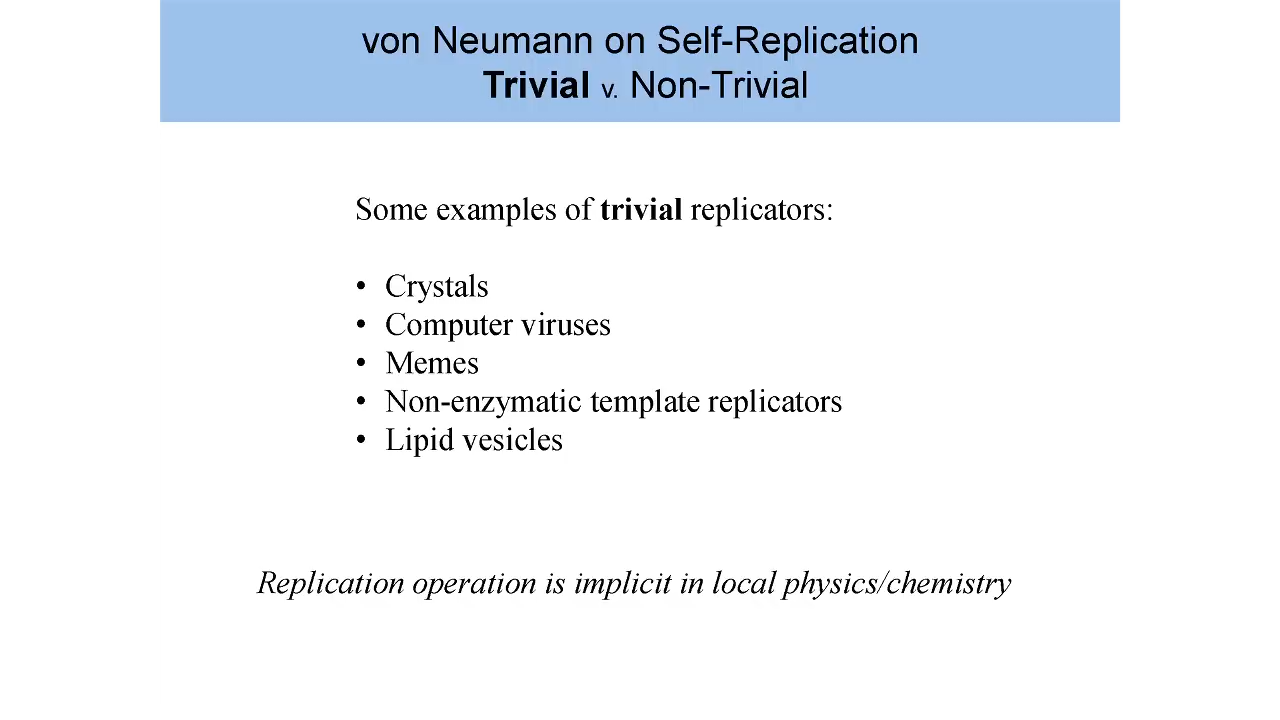 von Neumann on Self-Replication
Trivial v. Non-Trivial
Some examples of trivial replicators:
• Crystals
• Computer viruses
• Memes
• Non-enzymatic template replicators
• Lipid vesicles
Replication operation is implicit in local physics/chemistry